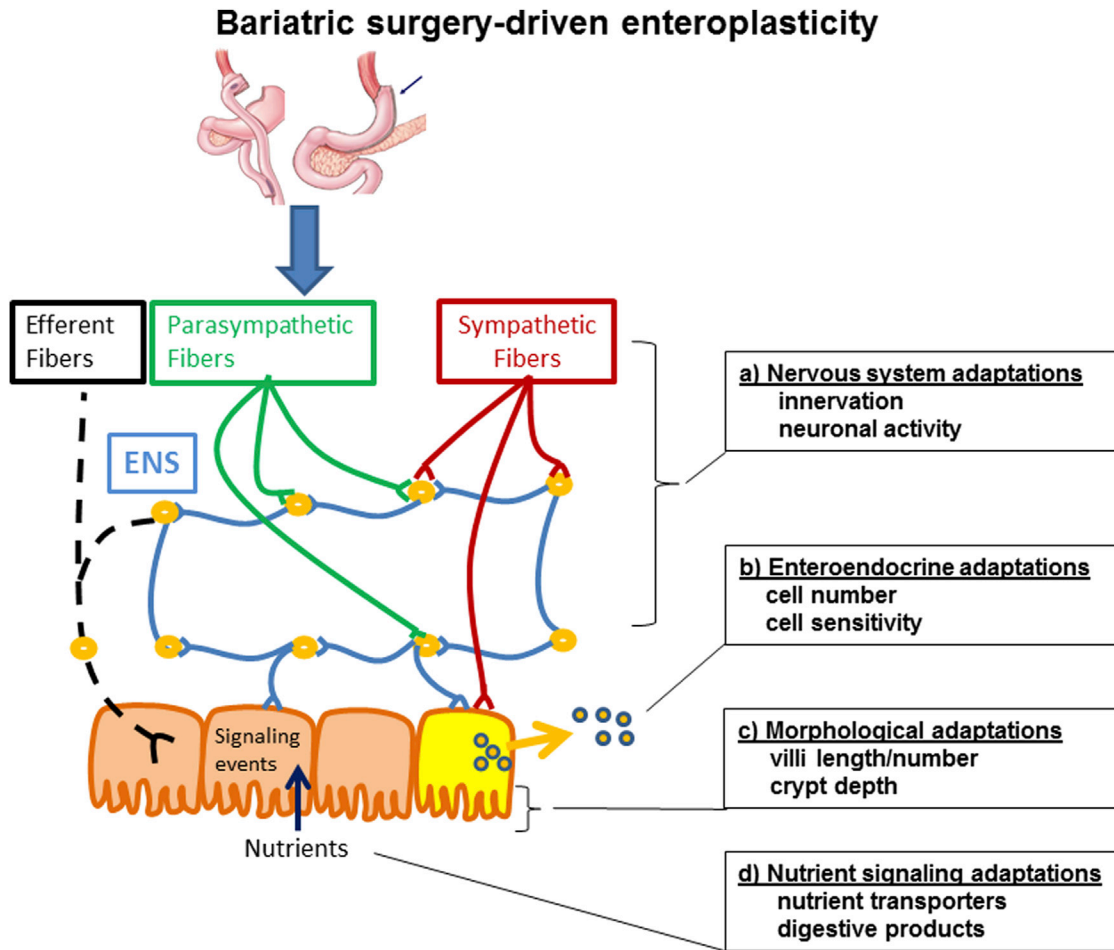 Bariatric surgery-driven enteroplasticity
Efferent
Fibers
Parasympathetic
Fibers
Sympathetic
Fibers
ENS
a) Nervous system adaptations
innervation
neuronal activity
b) Enteroendocrine adaptations
cell number
cell sensitivity
c) Morphological adaptations
villi length/number
crypt depth
Signaling
events
Nutrients
d) Nutrient signaling adaptations
nutrient transporters
digestive products